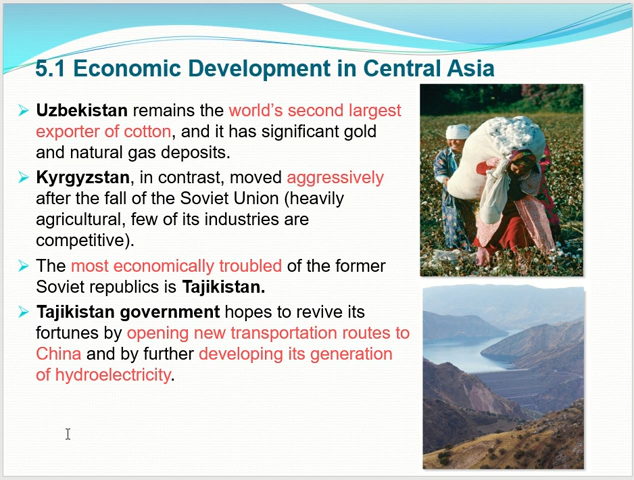 5.1 Economic Development in Central Asia
Uzbekistan remains the world's second largest
exporter of cotton, and it has significant gold
and natural gas deposits.
Kyrgyzstan, in contrast, moved aggressively
after the fall of the Soviet Union (heavily
agricultural, few of its industries are
competitive).
The most economically troubled of the former
Soviet republics is Tajikistan.
Tajikistan government hopes to revive its
fortunes by opening new transportation routes to
China and by further developing its generation
of hydroelectricity.